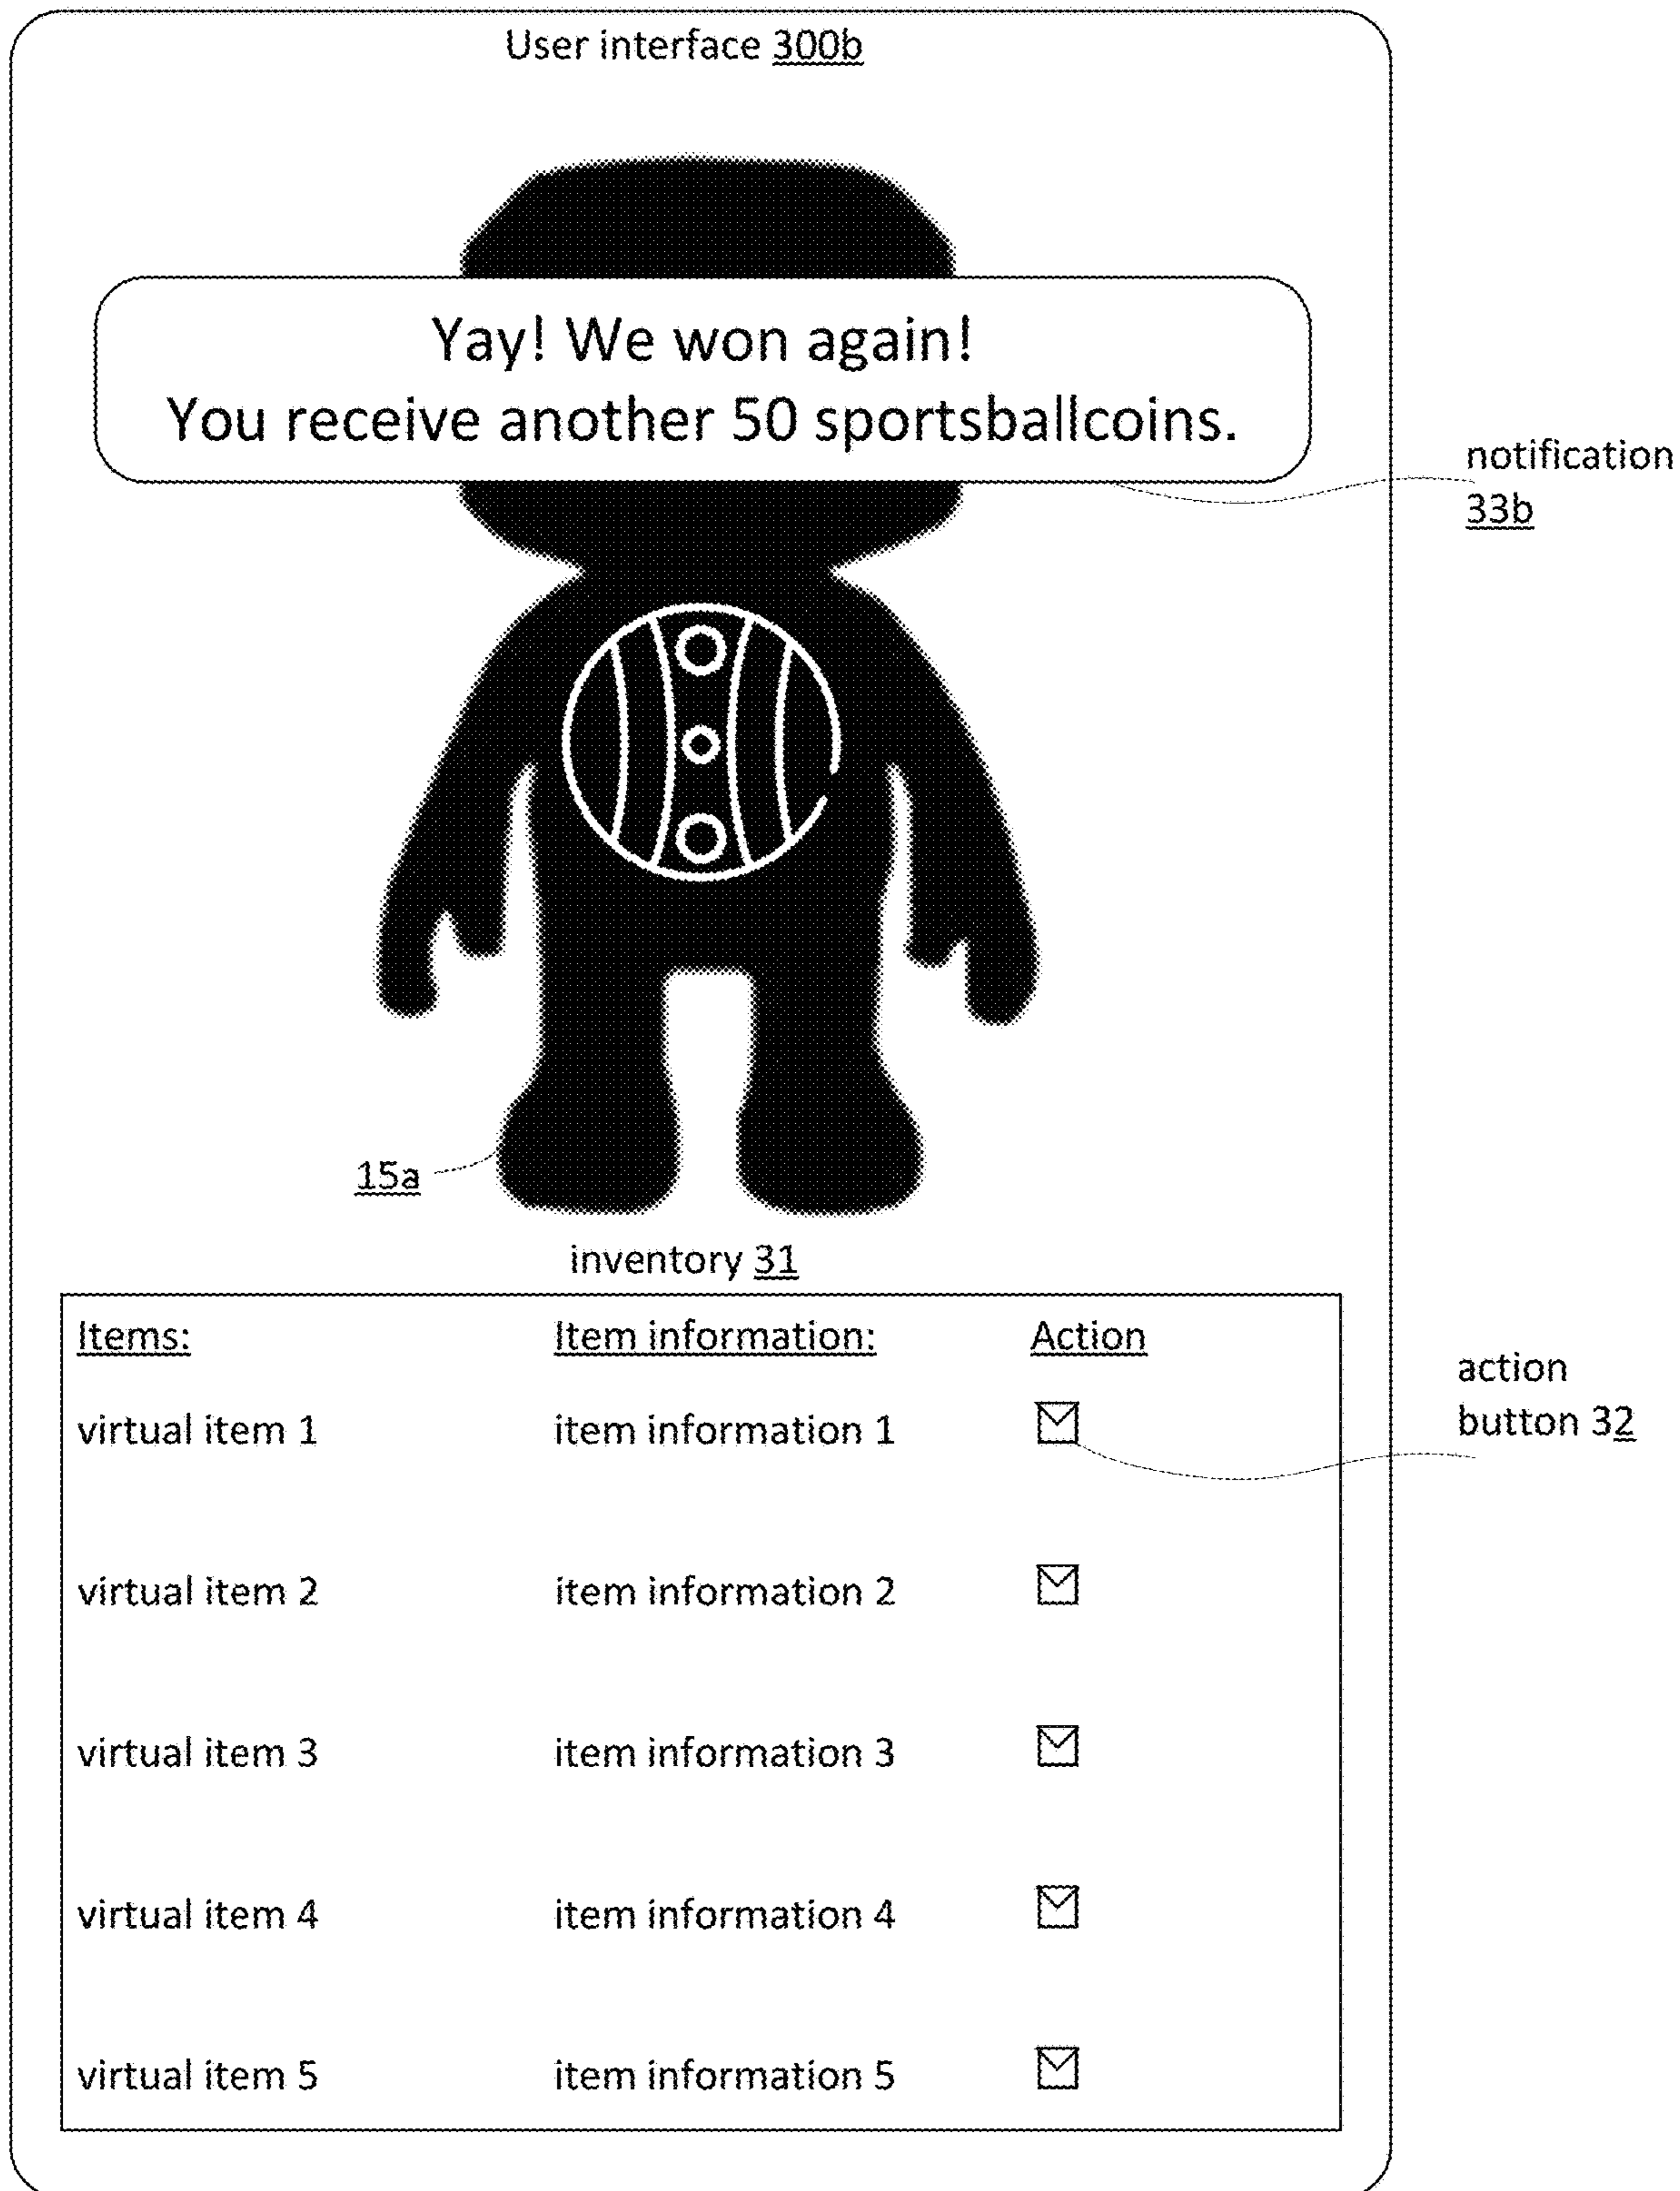 User interface 300b
Yay! We won again!
You receive another 50 sportsballcoins.
notification
33b
15a
inventory 31
Items: Item information: Action
action
button 32
virtual item 1 item information 1
virtual item 2 item information 2
virtual item 3 item information 3
virtual item 4 item information 4
virtual item 5 item information 5